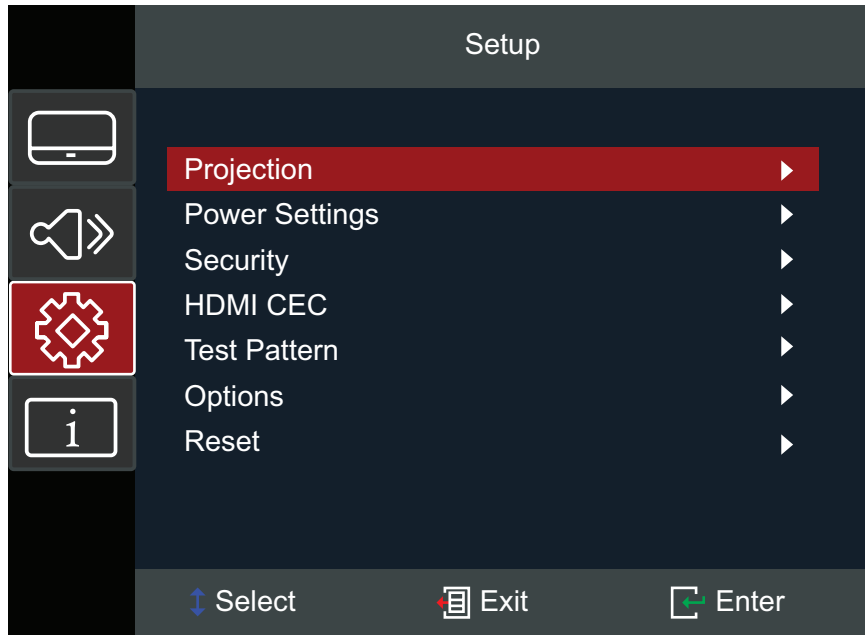 Setup
Projection
Power Settings
Security
HDMI CEC
Test Pattern
Options
i
Reset
Select Exit Enter